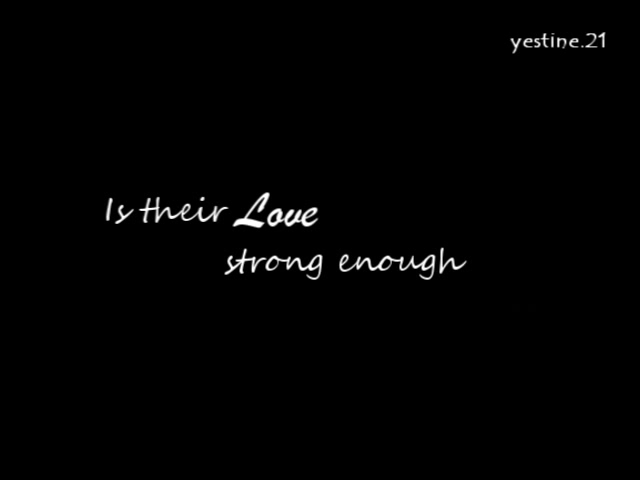 yestine.21
Is their Love
strong enough